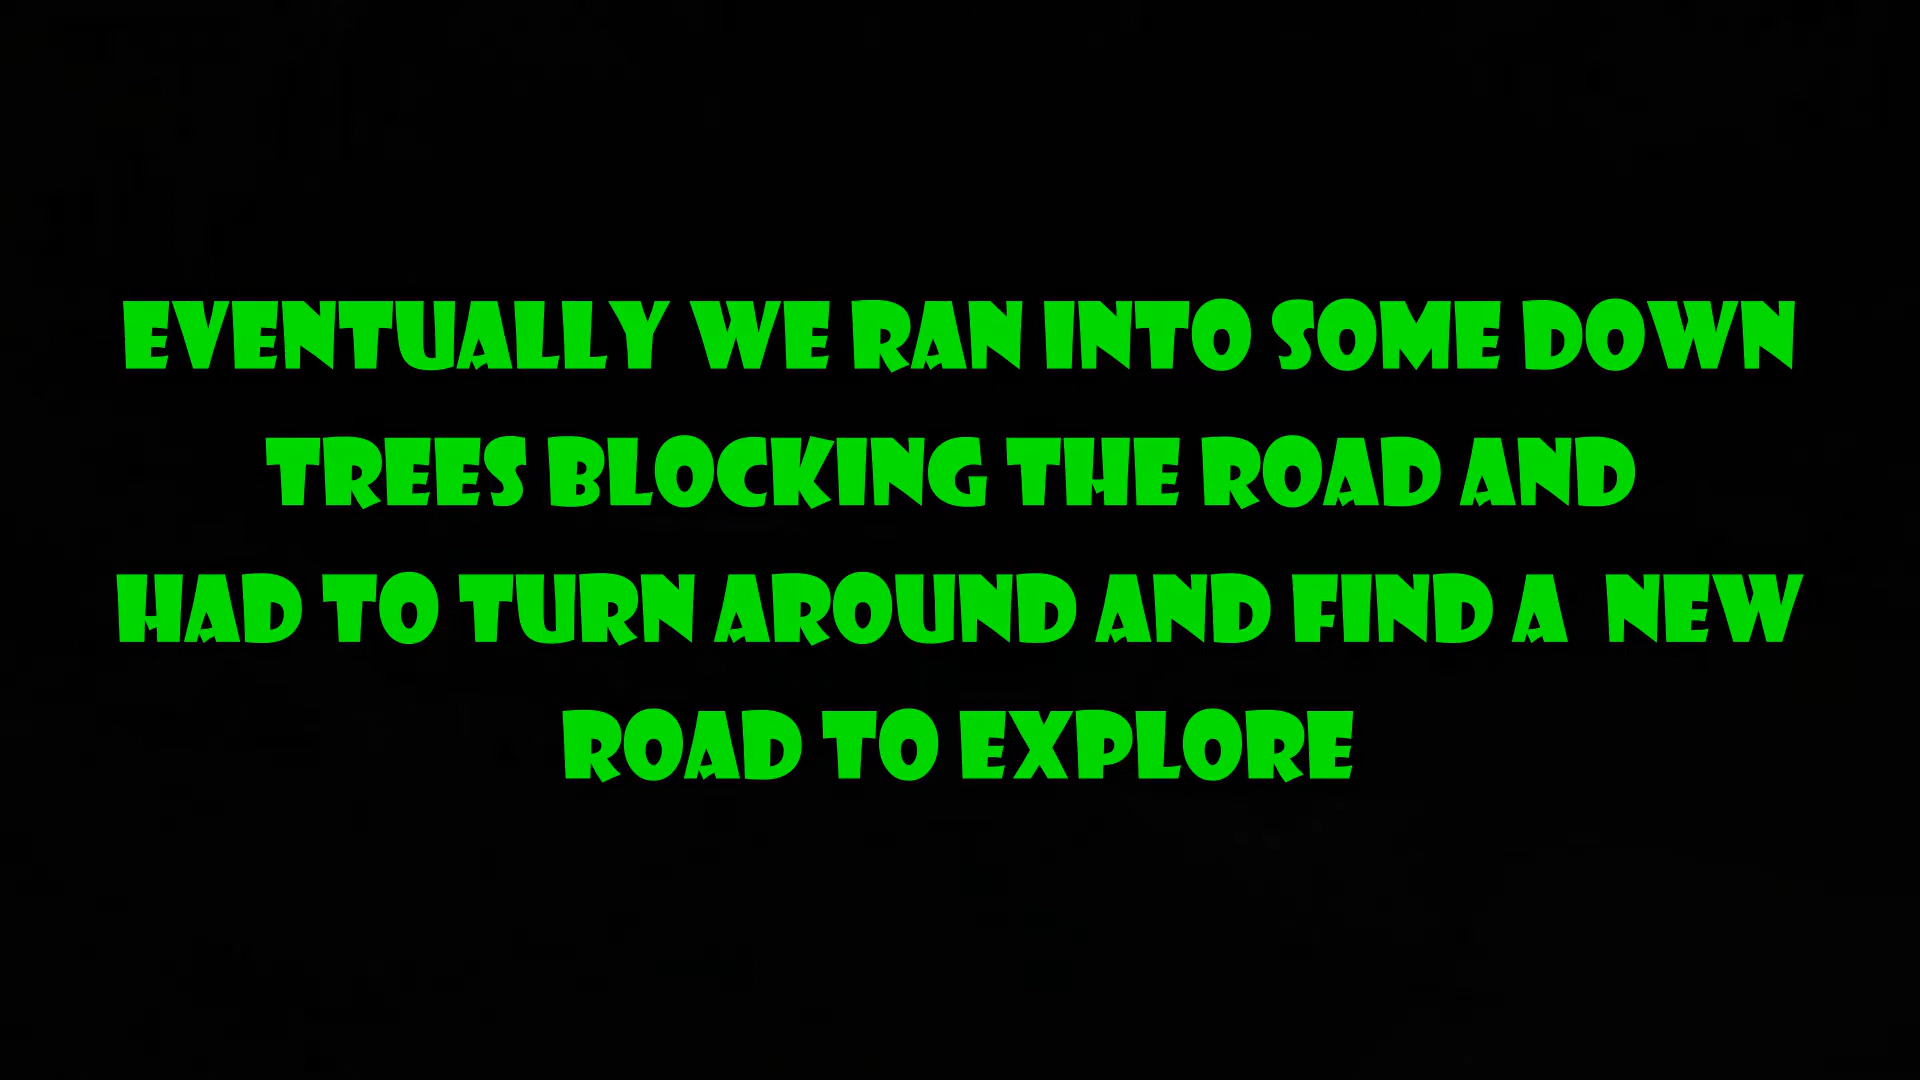 EVENTUALLY WE RAN INTO SOME DOWN
TREES BLOCKING THE ROAD AND
HAD TO TURN AROUND AND FIND A  NEW
ROAD TO EXPLORE